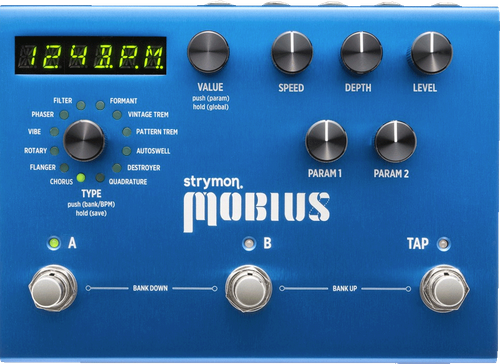 124 B.P.M.
FILTER
FORMANT
PHASER
VINTAGE TREM
VIBE
PATTERN TREM
ROTARY
AUTOSWELL
FLANGER
DESTROYER
CHORUS
QUADRATURE
TYPE
push (bank/BPM)
hold (save)
VALUE
push (param)
hold (global)
SPEED
DEPTH
LEVEL
PARAM 1
PARAM 2
strymon.
MOBIUS
A
B
TAP
BANK DOWN
BANK UP